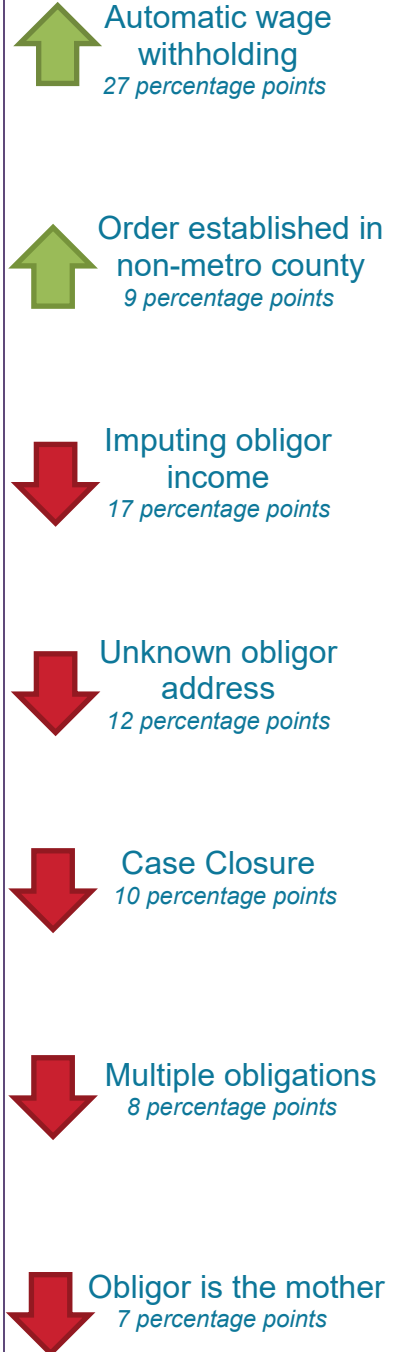 Automatic wage
withholding
27 percentage points
Order established in
non-metro county
9 percentage points
Imputing obligor
income
17 percentage points
Unknown obligor
address
12 percentage points
Case Closure
10 percentage points
Multiple obligations
8 percentage points
Obligor is the mother
7 percentage points